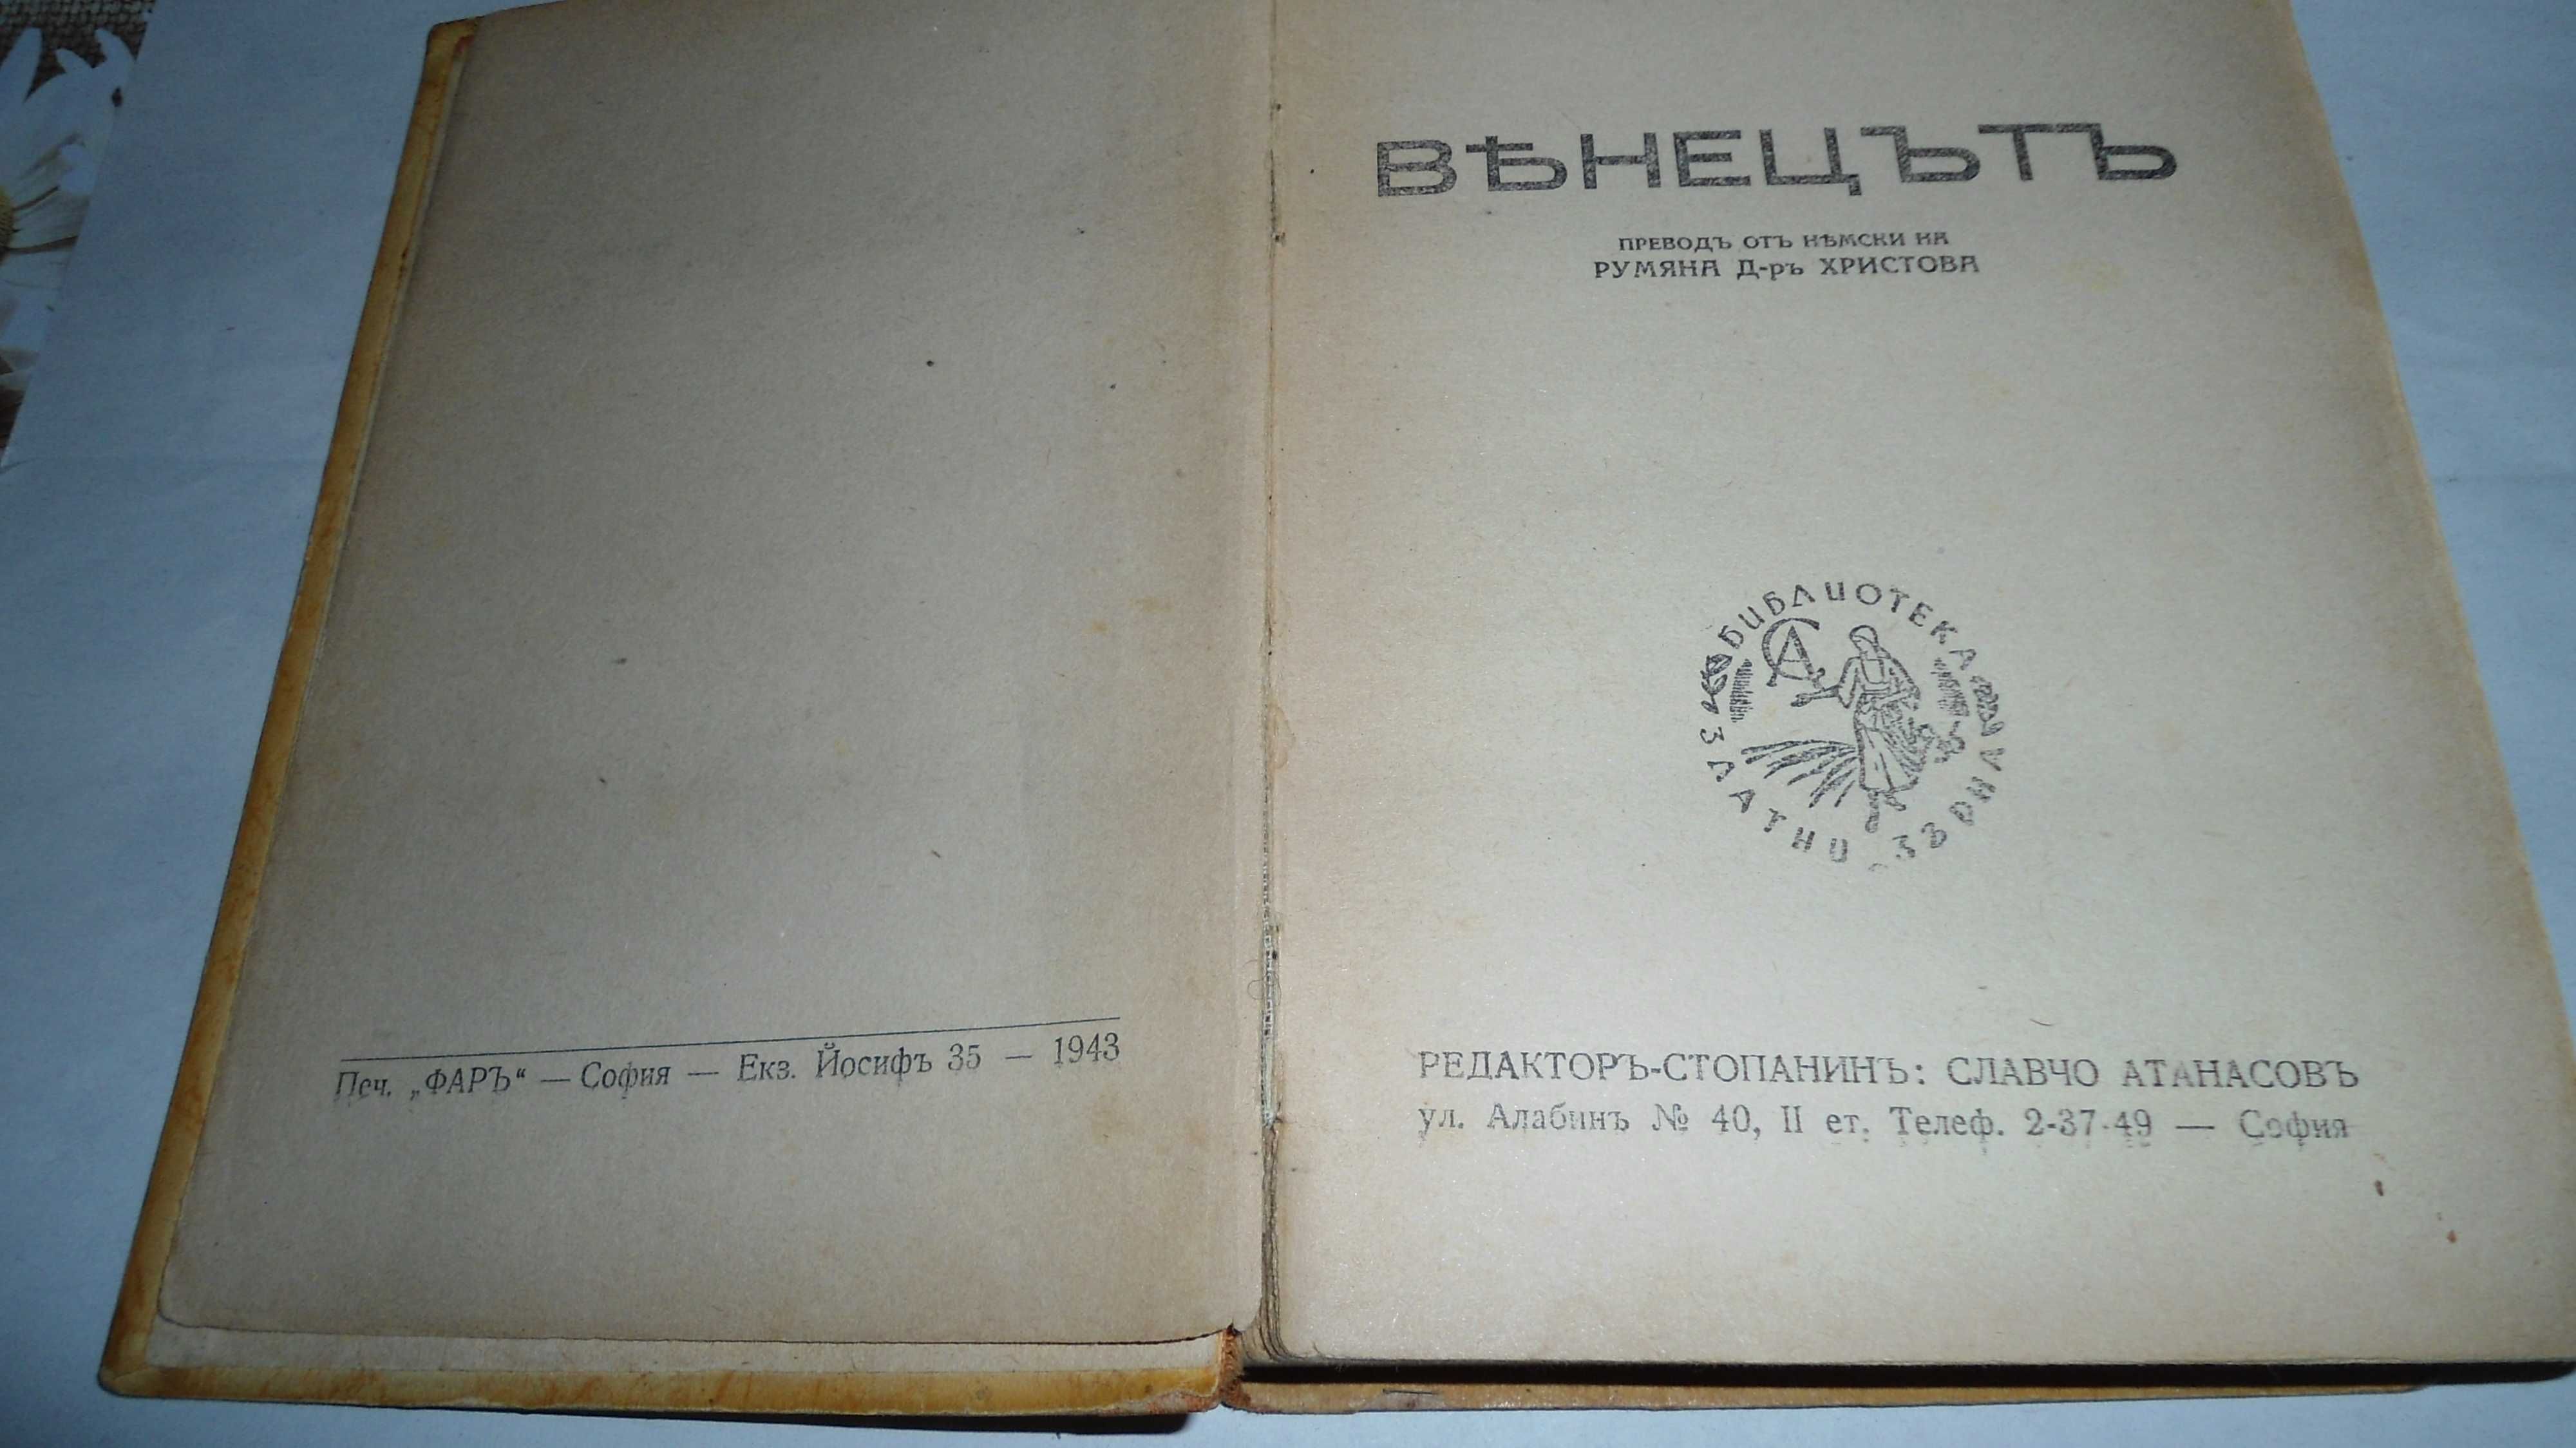 Печ. „ФАРЪ“ — София — Екз. Йосифъ 35 — 1943
ВѢНЕЦЪТЪ
ПРЕВОДЪ ОТЪ НѢМСКИ НА
РУМЯНА Д-ръ ХРИСТОВА
БИБЛИОТЕКА
СА
ЗЛАТНИ ЗЪРНА
РЕДАКТОРЪ-СТОПАНИНЪ: СЛАВЧО АТАНАСОВЪ
ул. Алабинъ № 40, II ет. Телеф. 2-37-49 — София